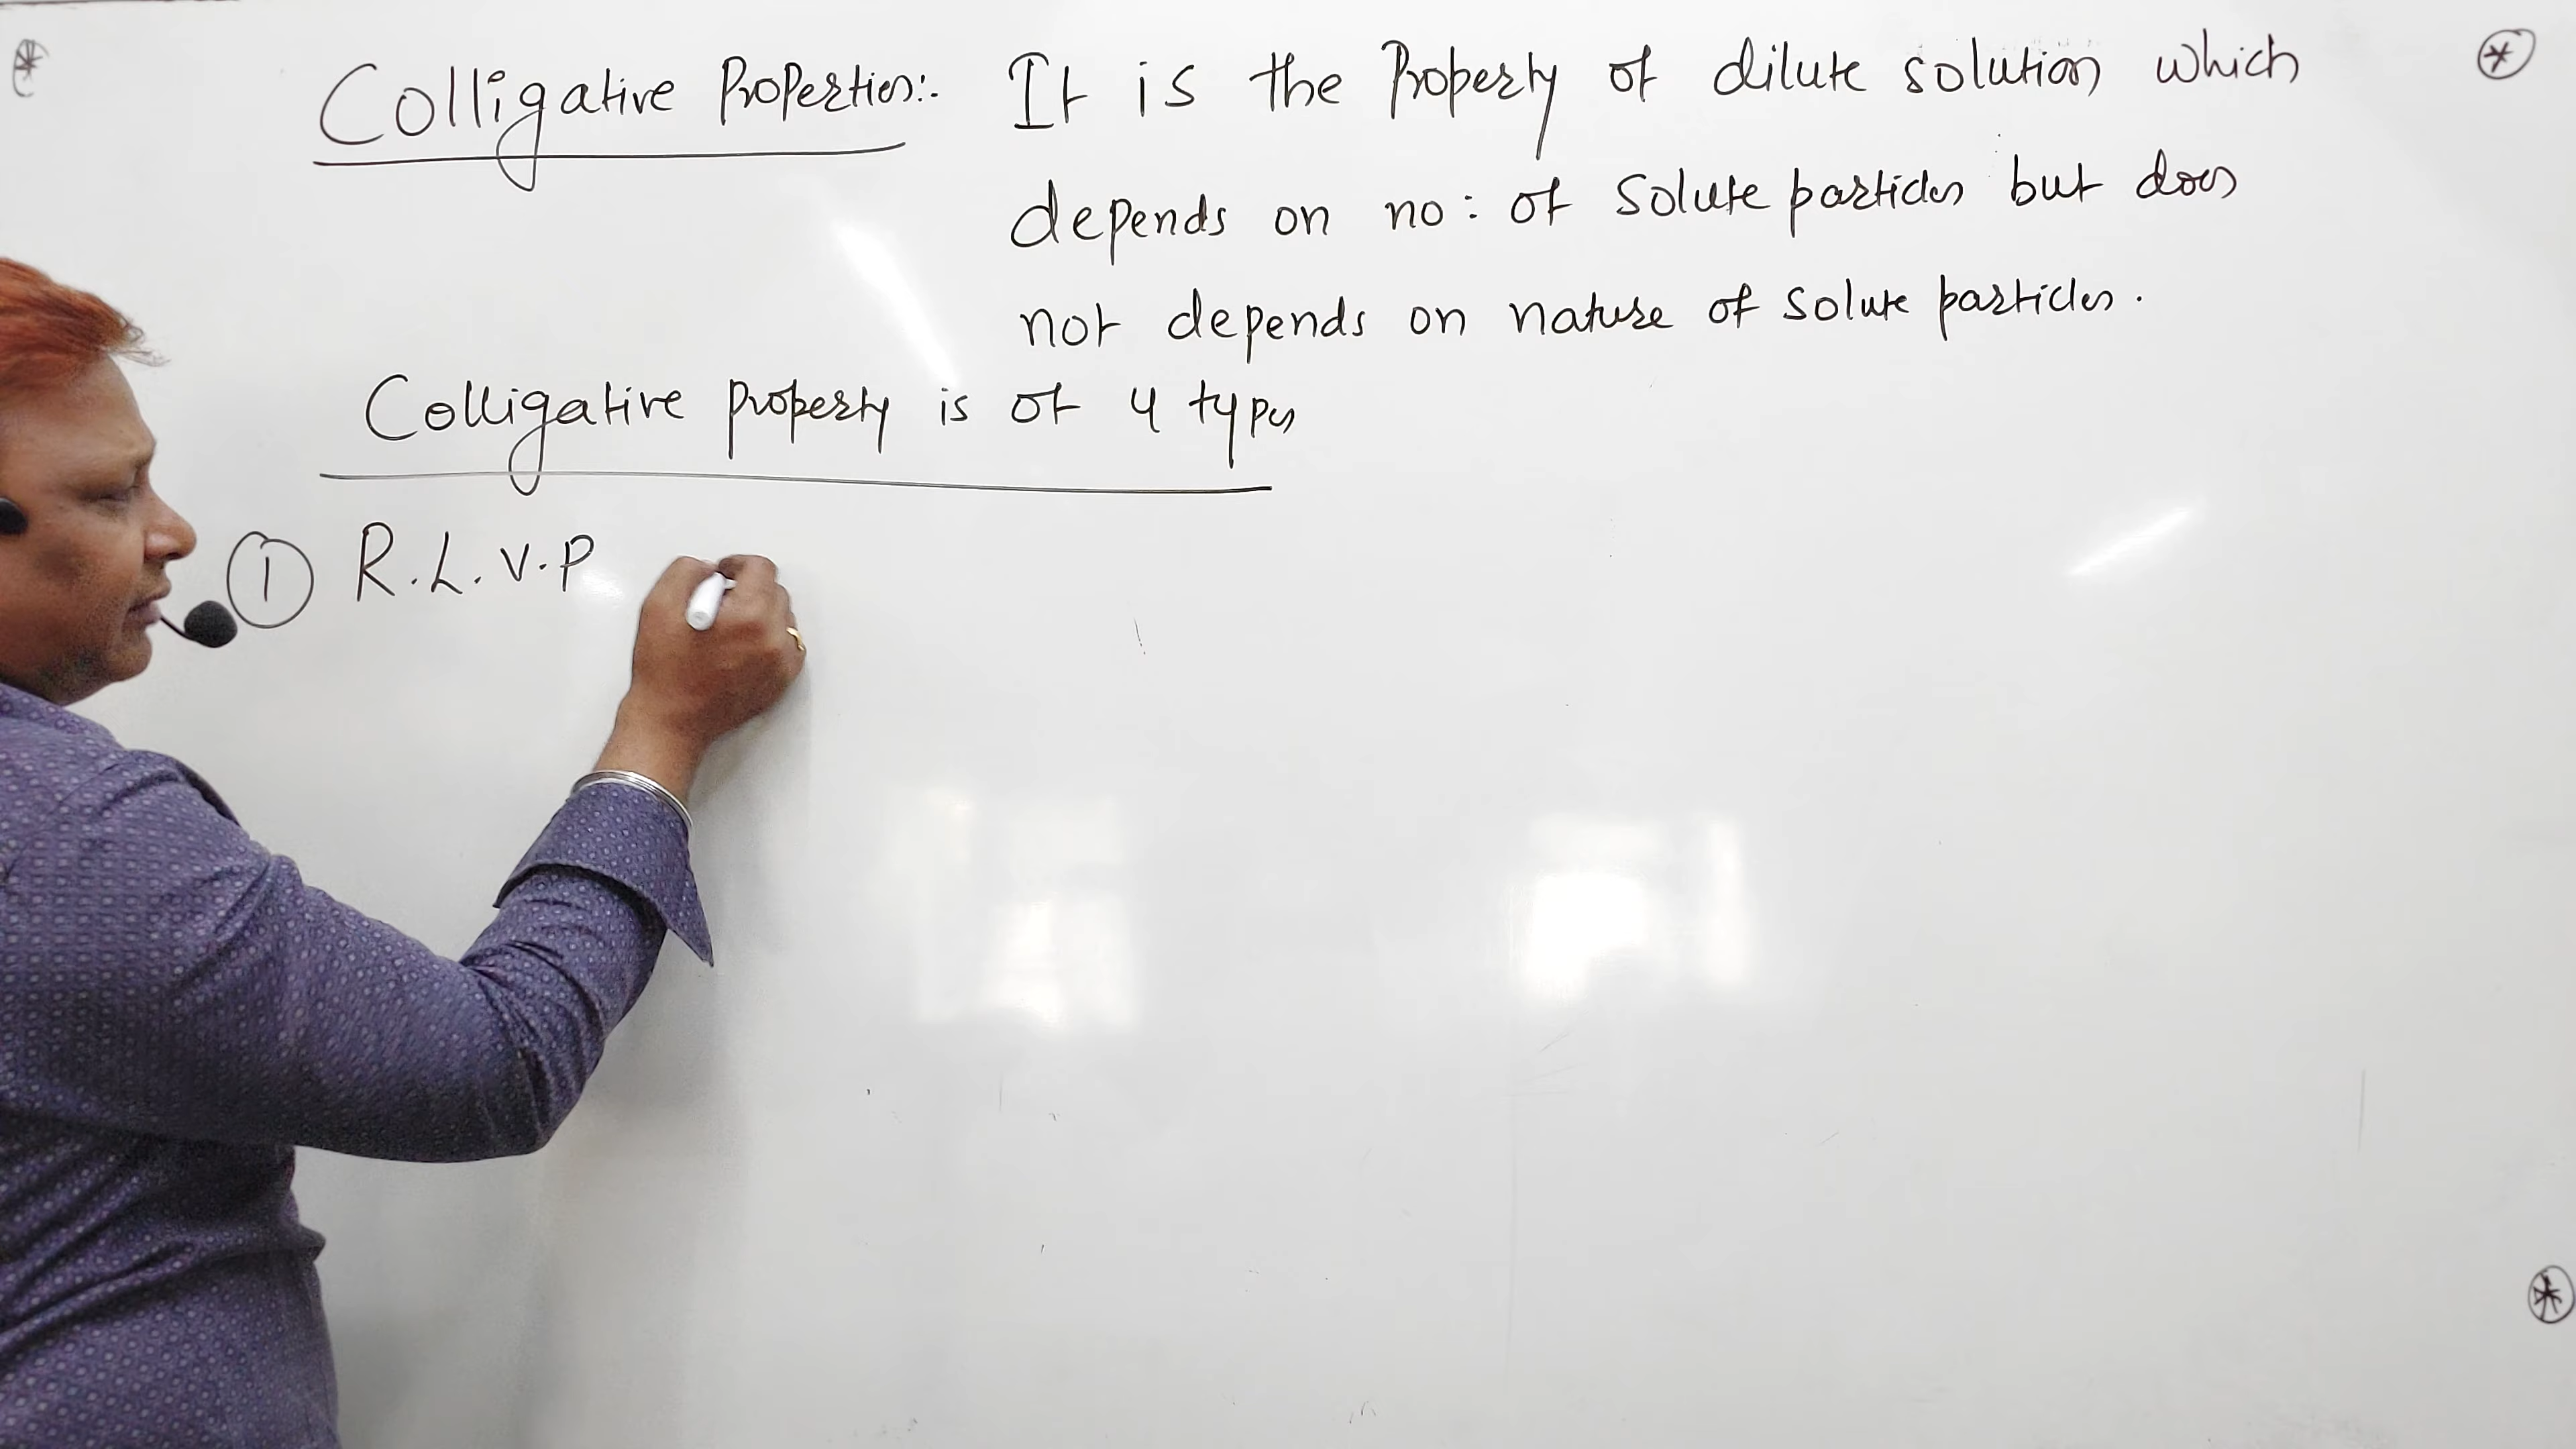 Colligative Properties:- It is the Property of dilute solution which
depends on no: of solute particles but does
not depends on nature of solute particles.
Colligative property is of 4 types
① R.L.V.P